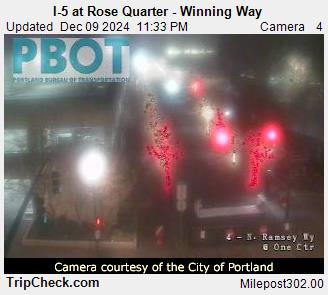 I-5 at Rose Quarter - Winning Way
Updated Dec 09 2024 11:33 PM Camera 4
PBOT
PORTLAND BUREAU OF TRANSPORTATION
4 - N. Ramsey Wy
@ One Ctr
Camera courtesy of the City of Portland
TripCheck.com Milepost302.00